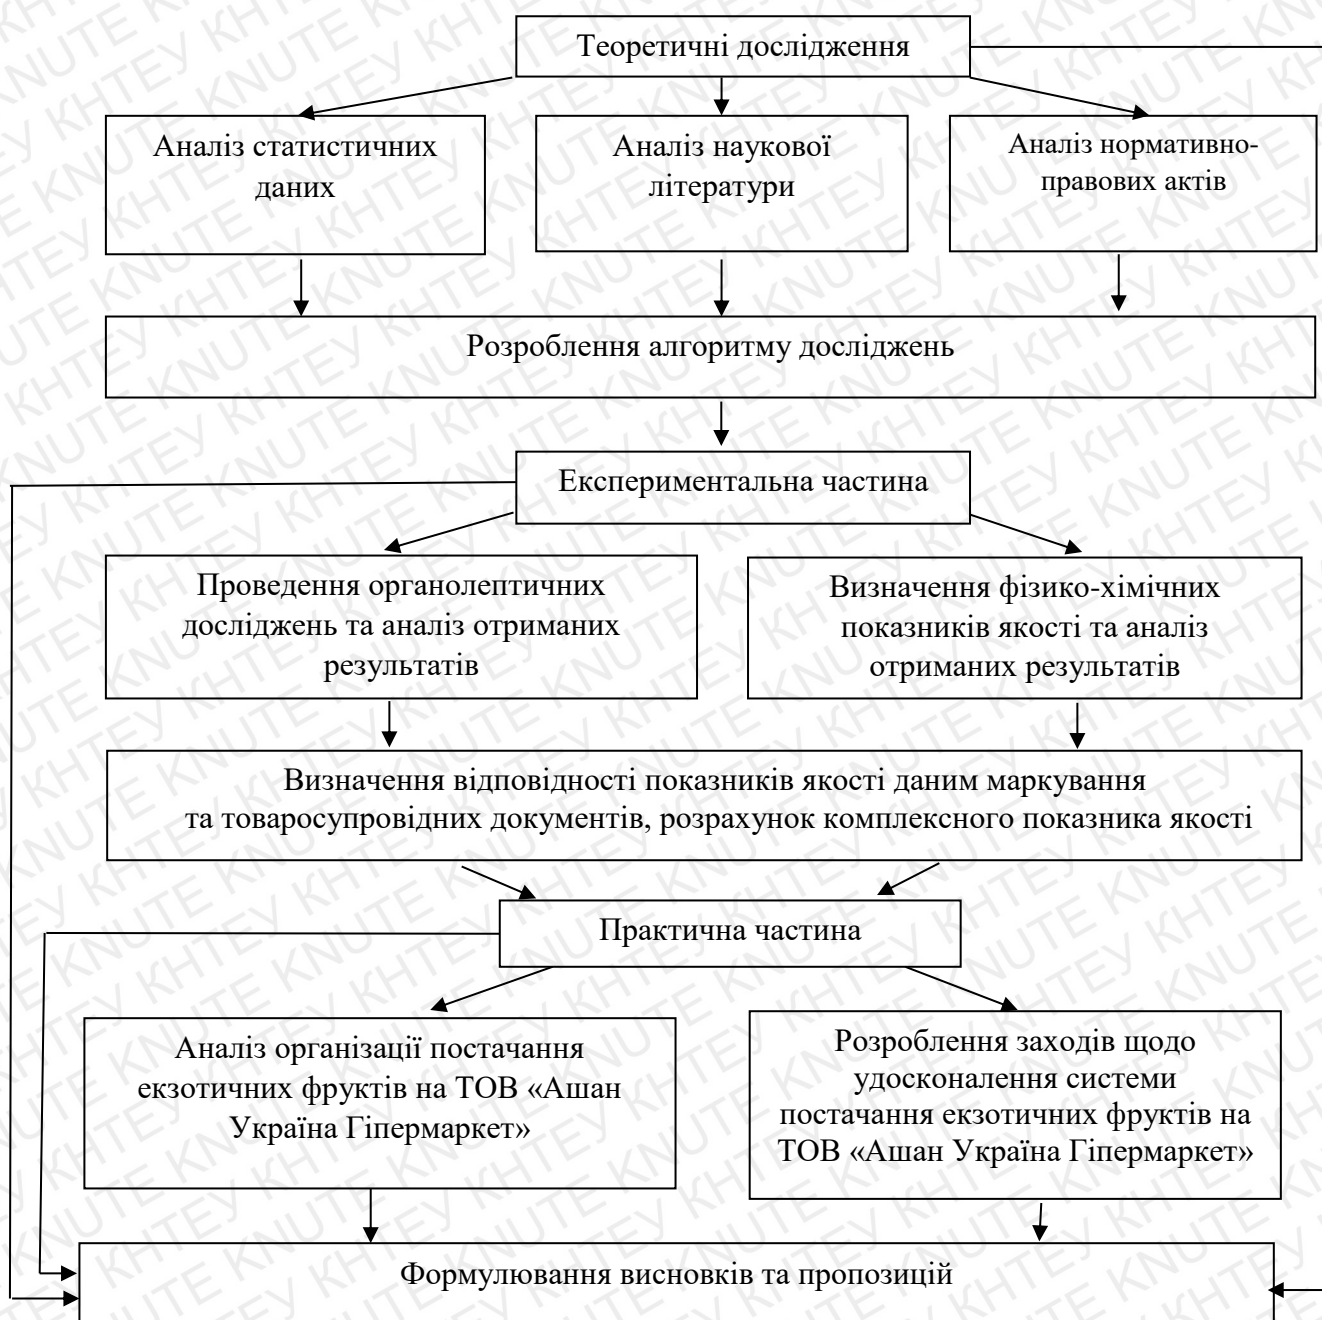 Теоретичні дослідження
Аналіз статистичних
даних
Аналіз наукової
літератури
Аналіз нормативно-
правових актів
Розроблення алгоритму досліджень
Експериментальна частина
Проведення органолептичних
досліджень та аналіз отриманих
результатів
Визначення фізико-хімічних
показників якості та аналіз
отриманих результатів
Визначення відповідності показників якості даним маркування
та товаросупровідних документів, розрахунок комплексного показника якості
Практична частина
Аналіз організації постачання
екзотичних фруктів на ТОВ «Ашан
Україна Гіпермаркет»
Розроблення заходів щодо
удосконалення системи
постачання екзотичних фруктів на
ТОВ «Ашан Україна Гіпермаркет»
Формулювання висновків та пропозицій